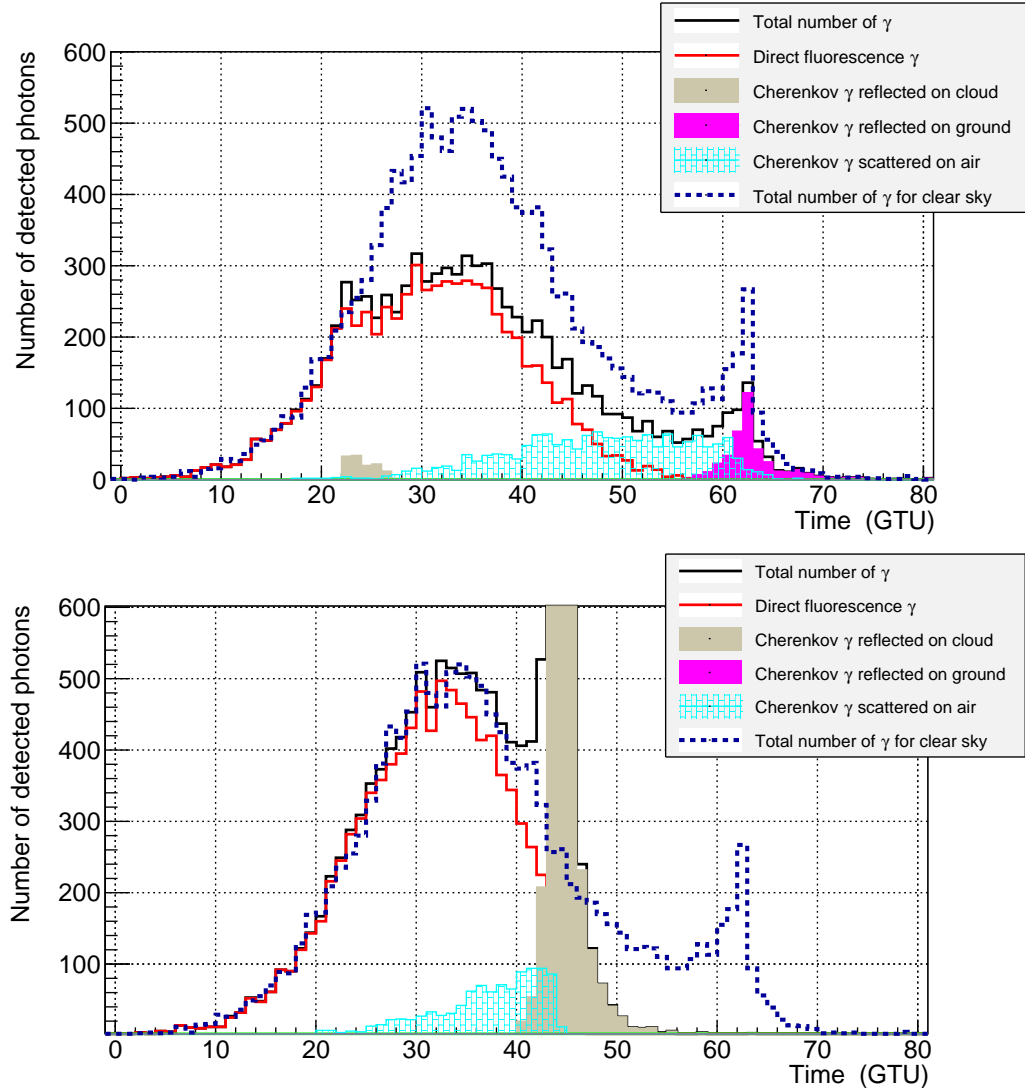 Total number of γ
Direct fluorescence γ
Cherenkov γ reflected on cloud
Cherenkov γ reflected on ground
Cherenkov γ scattered on air
Total number of γ for clear sky
Number of detected photons
600
500
400
300
200
100
0
0 10 20 30 40 50 60 70 80
Time (GTU)
Total number of γ
Direct fluorescence γ
Cherenkov γ reflected on cloud
Cherenkov γ reflected on ground
Cherenkov γ scattered on air
Total number of γ for clear sky
Number of detected photons
600
500
400
300
200
100
0 10 20 30 40 50 60 70 80
Time (GTU)